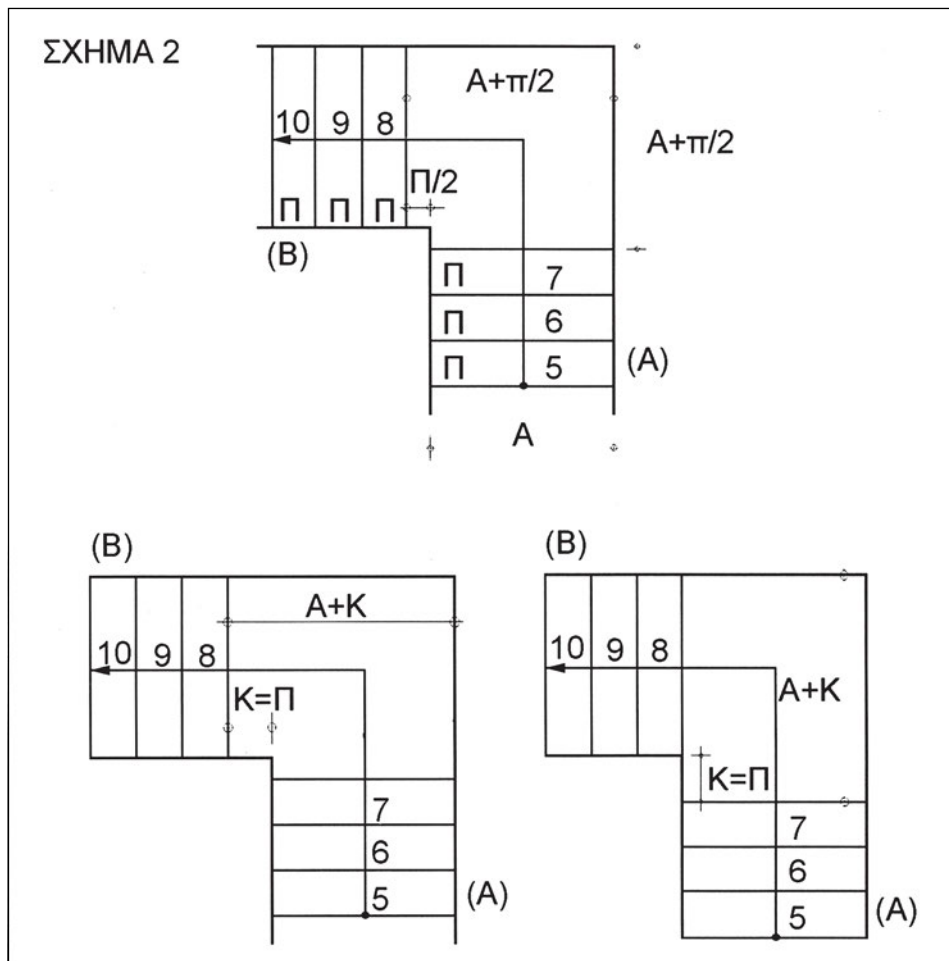 ΣΧΗΜΑ 2
Α+π/2
Α+π/2
10 9 8
Π/2
Π Π Π
(Β)
Π 7
Π 6
Π 5
(Α)
Α
(Β)
Α+Κ
10 9 8
Κ=Π
7
6
5
(Α)
(Β)
10 9 8
Α+Κ
Κ=Π
7
6
5
(Α)